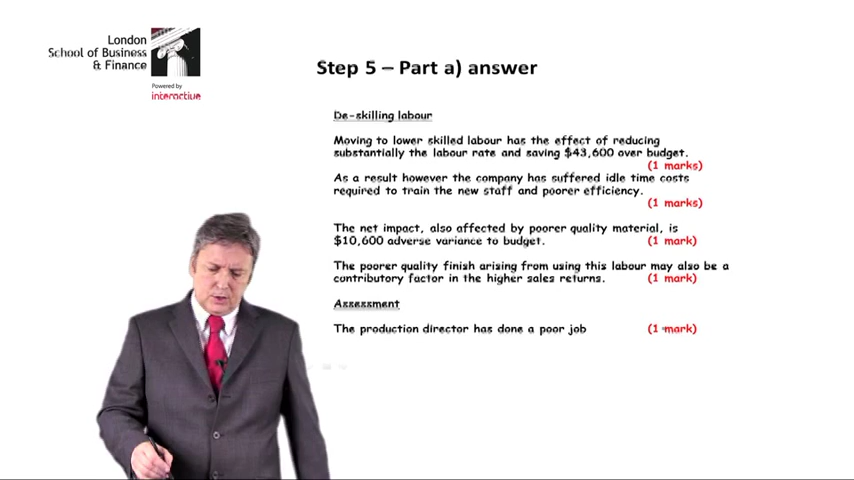 London
School of Business
& Finance
Powered by
interactive
Step 5 – Part a) answer
De-skilling labour
Moving to lower skilled labour has the effect of reducing
substantially the labour rate and saving $43,600 over budget.
(1 marks)
As a result however the company has suffered idle time costs
required to train the new staff and poorer efficiency.
(1 marks)
The net impact, also affected by poorer quality material, is
$10,600 adverse variance to budget. (1 mark)
The poorer quality finish arising from using this labour may also be a
contributory factor in the higher sales returns. (1 mark)
Assessment
The production director has done a poor job (1 mark)